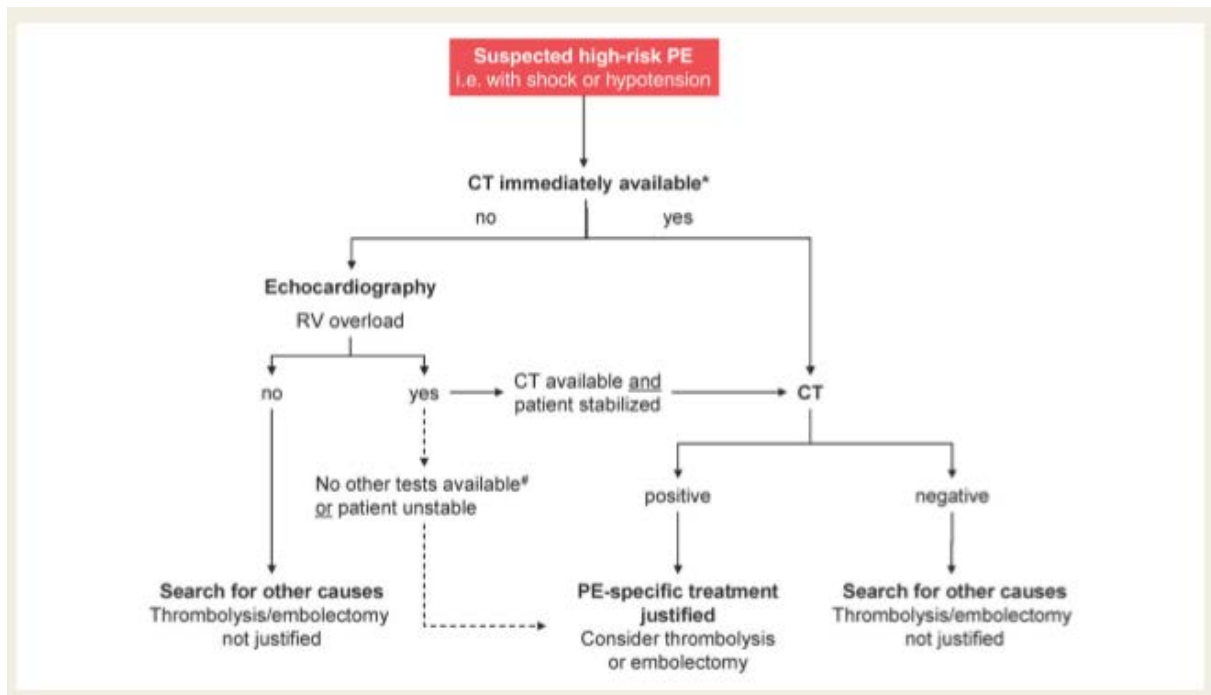 Suspected high-risk PE
i.e. with shock or hypotension
CT immediately available*
no
yes
Echocardiography
RV overload
no
yes
CT available and
patient stabilized
CT
No other tests available#
or patient unstable
positive
negative
Search for other causes
Thrombolysis/embolectomy
not justified
PE-specific treatment
justified
Consider thrombolysis
or embolectomy
Search for other causes
Thrombolysis/embolectomy
not justified